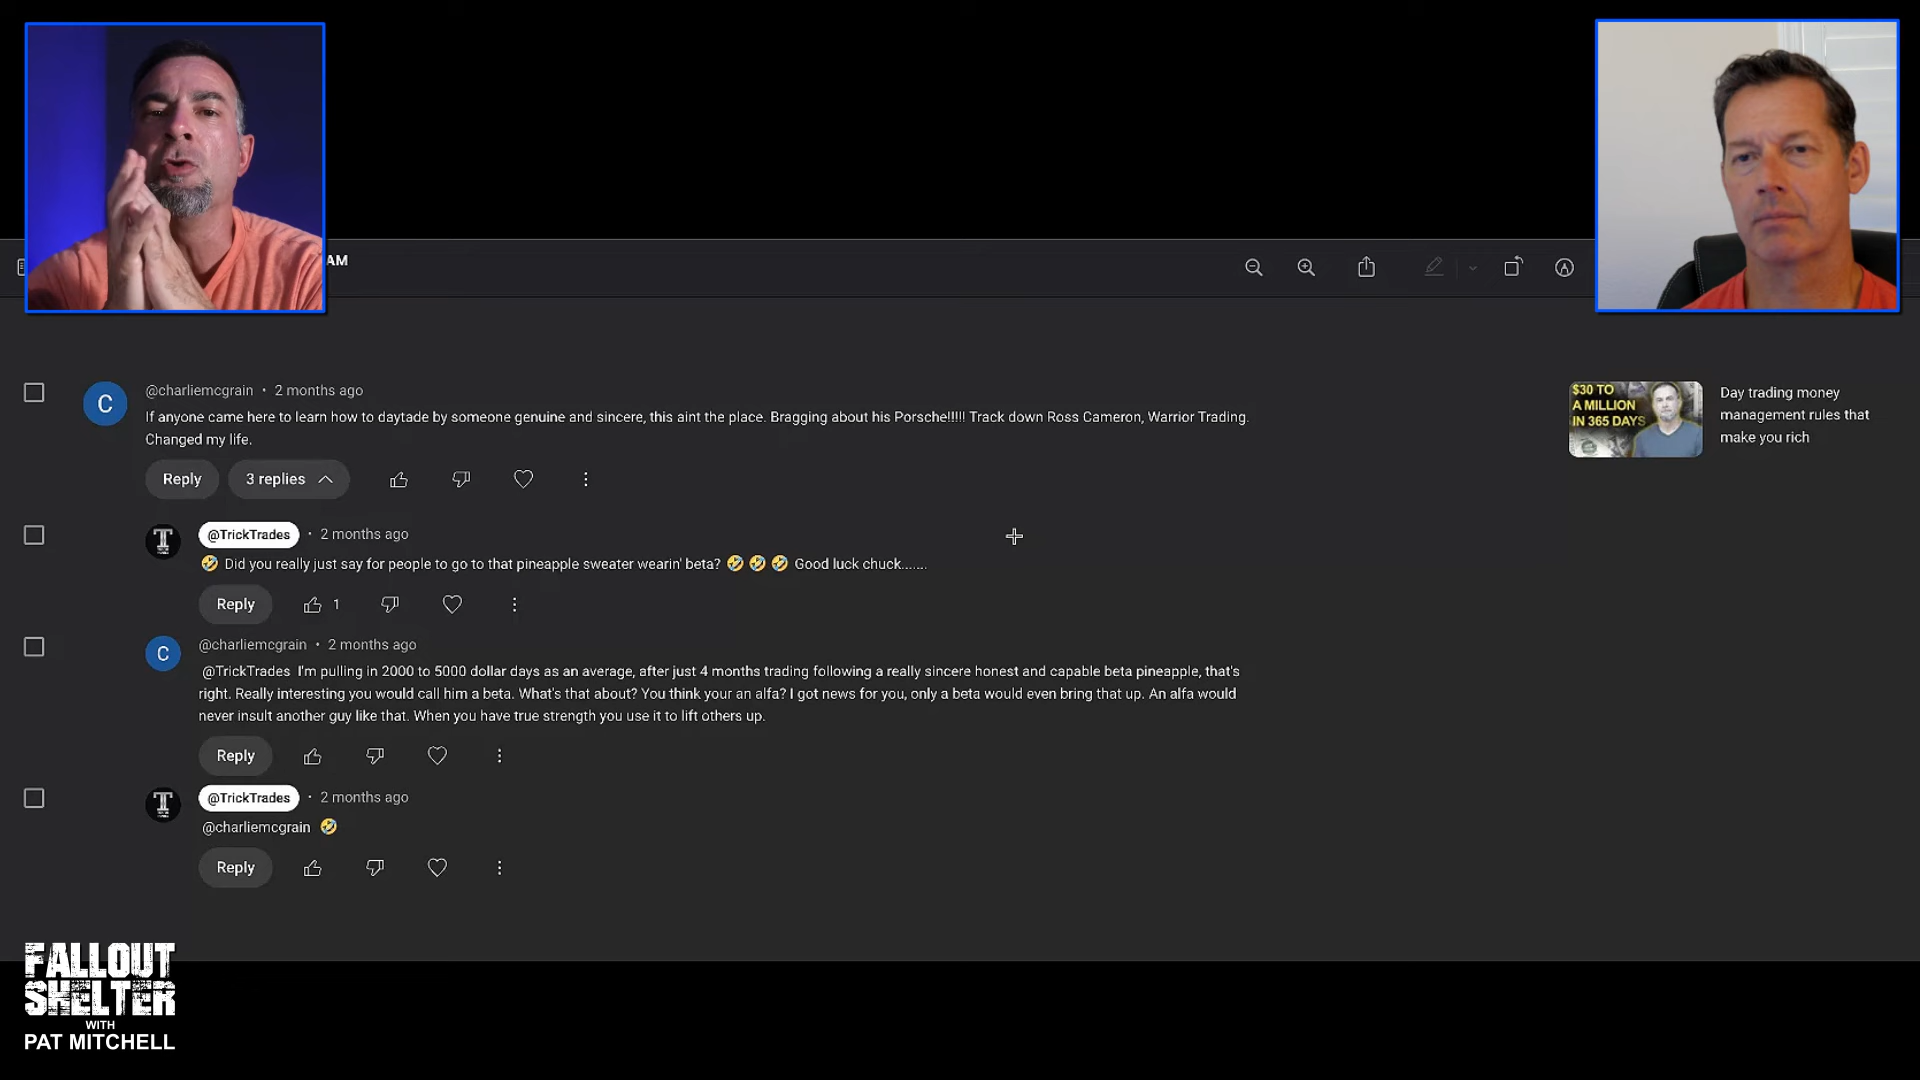 AM
@charliemcgrain • 2 months ago
If anyone came here to learn how to daytade by someone genuine and sincere, this aint the place. Bragging about his Porsche!!!!! Track down Ross Cameron, Warrior Trading.
Changed my life.
Reply 3 replies
$30 TO
A MILLION
IN 365 DAYS
Day trading money
management rules that
make you rich
@TrickTrades • 2 months ago
🤣 Did you really just say for people to go to that pineapple sweater wearin' beta? 🤣 🤣 🤣 Good luck chuck.......
Reply 1
C
@charliemcgrain • 2 months ago
@TrickTrades I'm pulling in 2000 to 5000 dollar days as an average, after just 4 months trading following a really sincere honest and capable beta pineapple, that's
right. Really interesting you would call him a beta. What's that about? You think your an alfa? I got news for you, only a beta would even bring that up. An alfa would
never insult another guy like that. When you have true strength you use it to lift others up.
Reply
@TrickTrades • 2 months ago
@charliemcgrain 🤣
Reply
FALLOUT
SHELTER
WITH
PAT MITCHELL